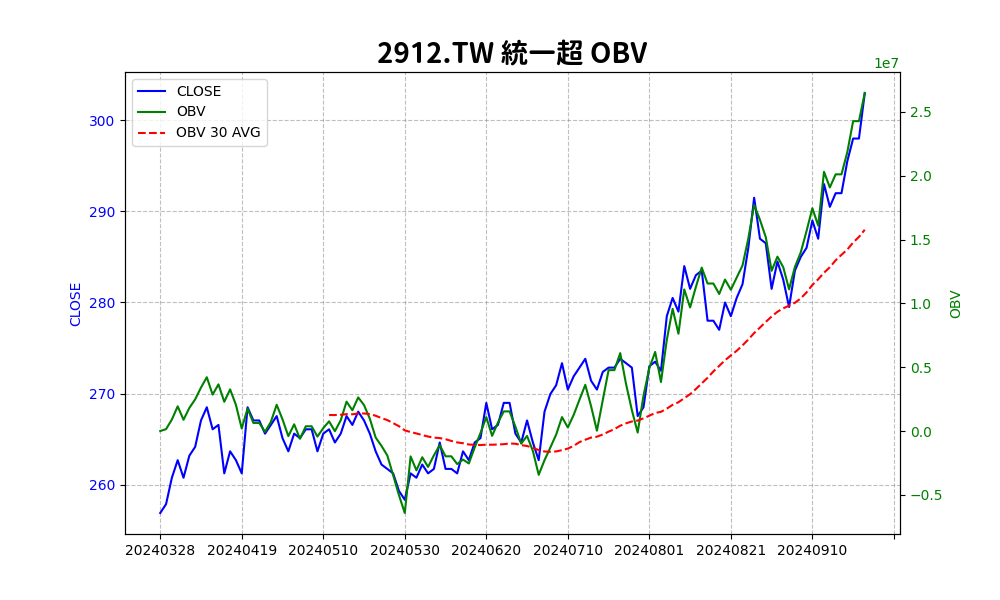 2912.TW 統一超 OBV
1e7
CLOSE
OBV
OBV 30 AVG
300
290
280
270
260
CLOSE
2.5
2.0
1.5
1.0
0.5
0.0
−0.5
OBV
20240328 20240419 20240510 20240530 20240620 20240710 20240801 20240821 20240910